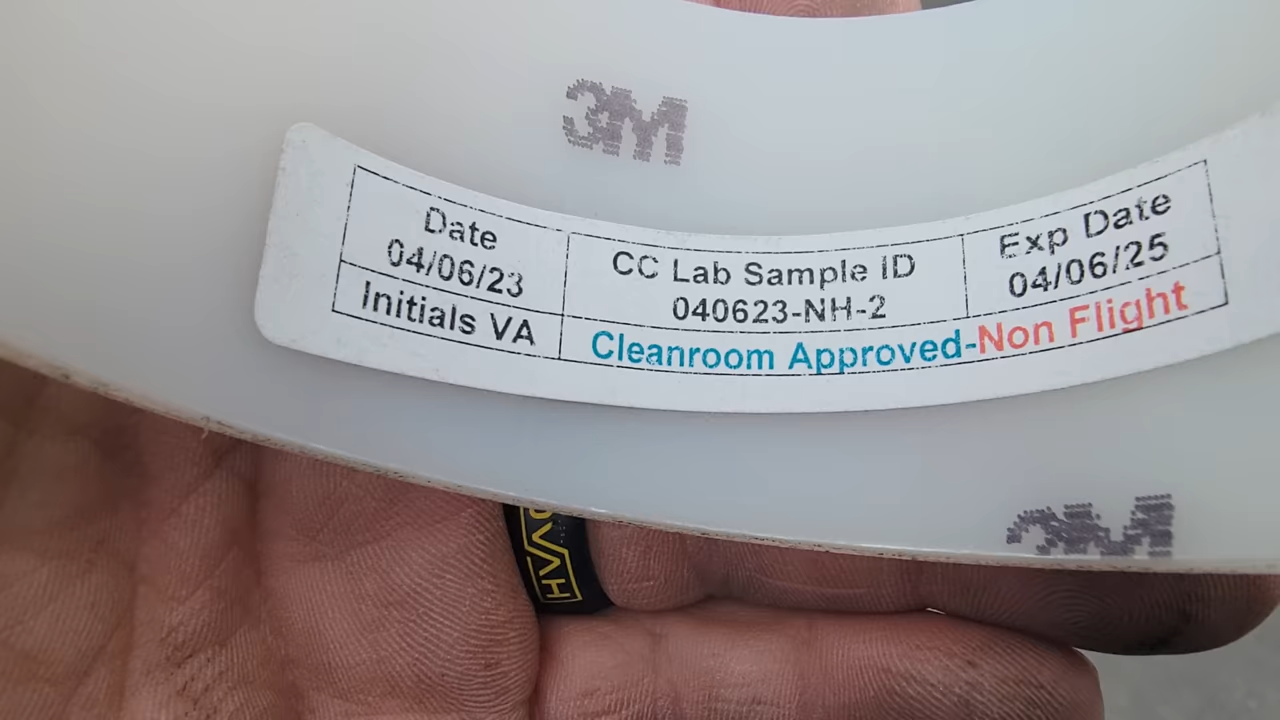 3M
Date
04/06/23
Initials VA
CC Lab Sample ID
040623-NH-2
Exp Date
04/06/25
Cleanroom Approved-Non Flight
3M